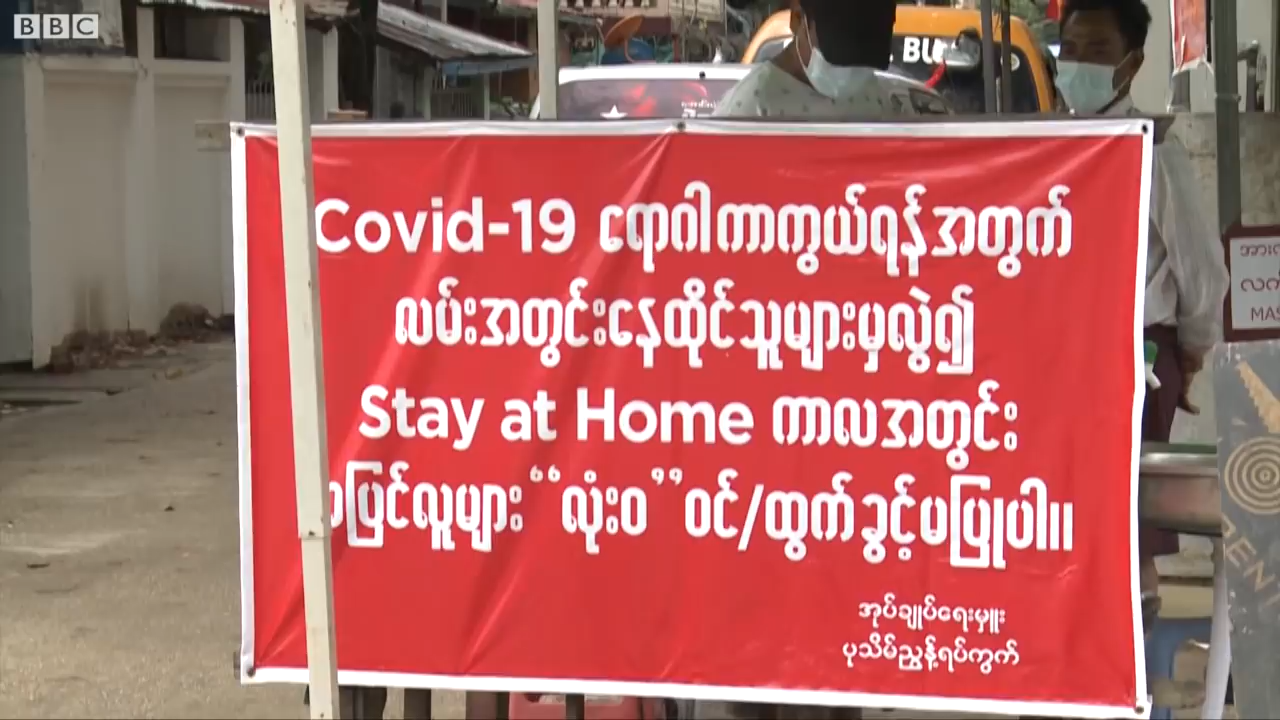 BBC
BU
Covid-19 ရောဂါကာကွယ်ရန်အတွက်
လမ်းအတွင်းနေထိုင်သူများမှလွဲ၍
Stay at Home ကာလအတွင်း
အပြင်လူများ "လုံးဝ" ဝင်/ထွက်ခွင့်မပြုပါ။
အုပ်ချုပ်ရေးမှူး
ပုသိမ်ညွန့်ရပ်ကွက်